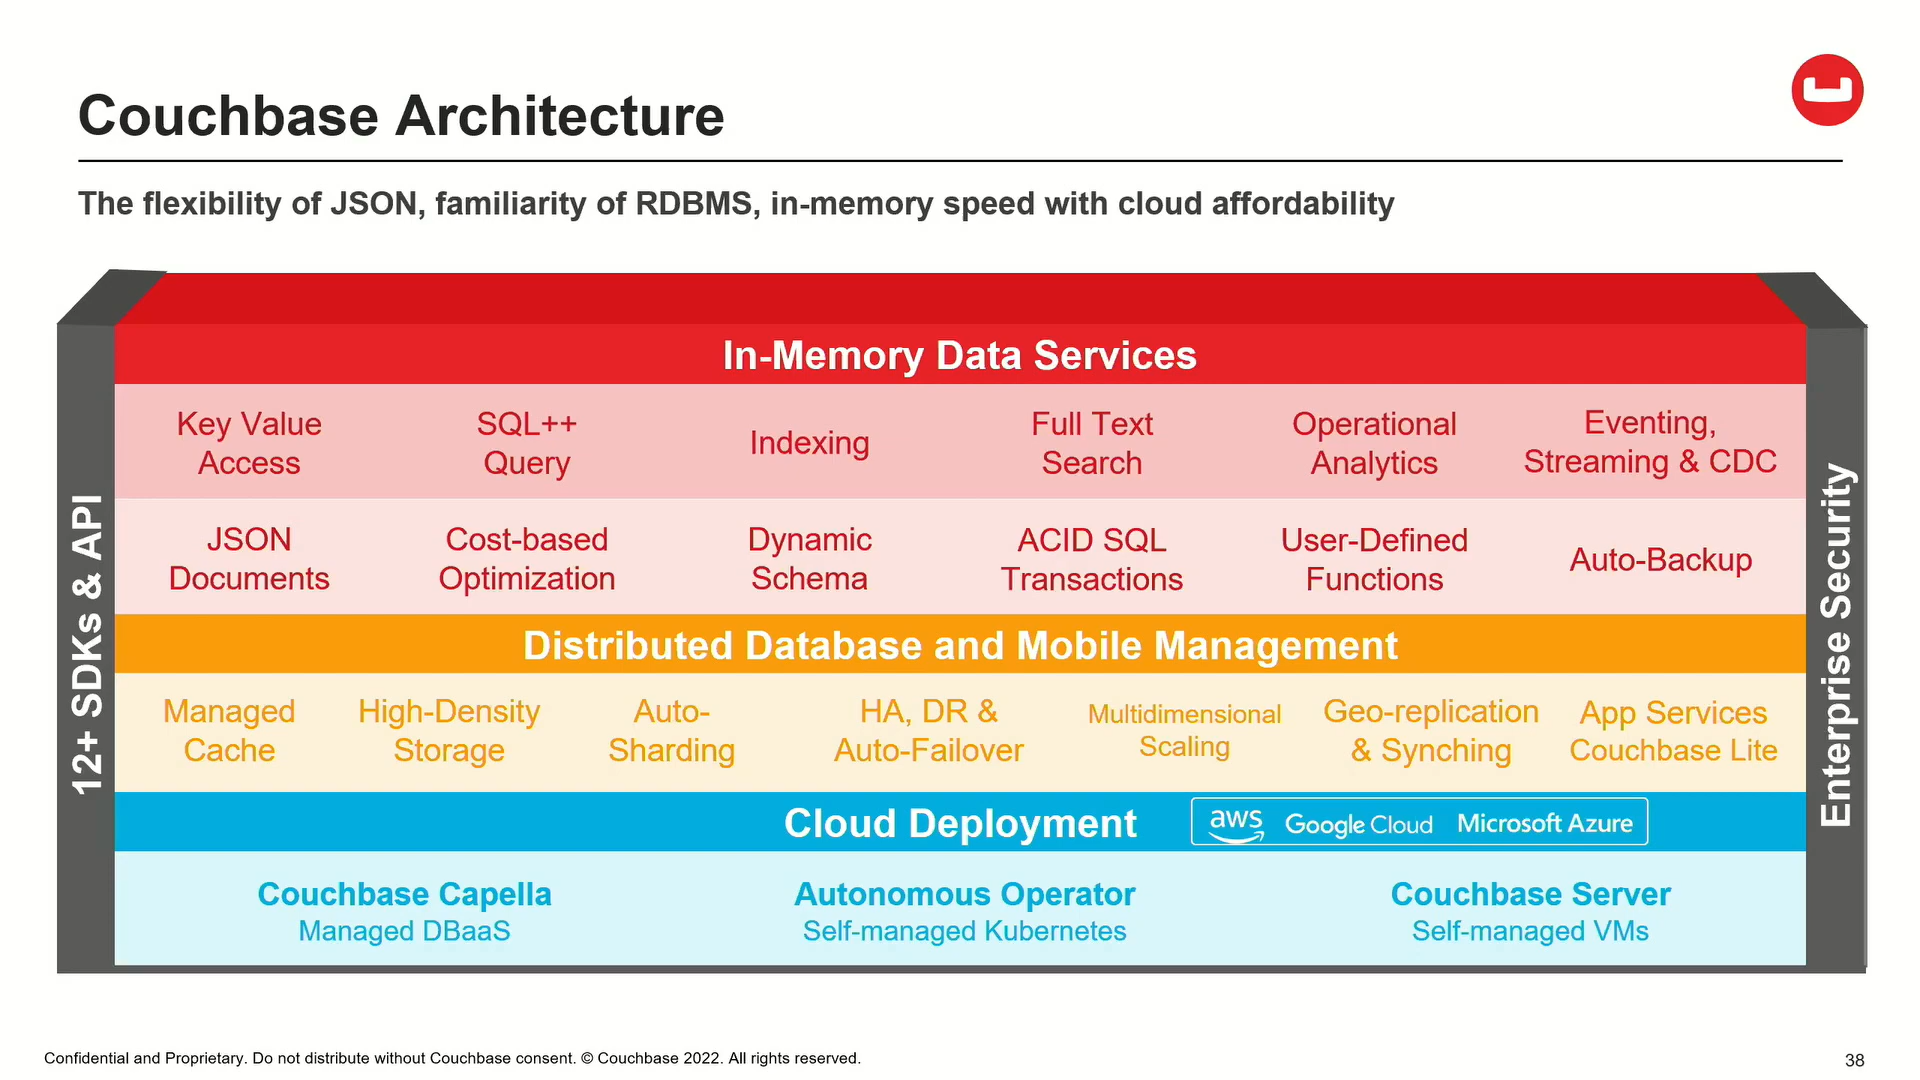 Couchbase Architecture
The flexibility of JSON, familiarity of RDBMS, in-memory speed with cloud affordability
12+ SDKs & API
In-Memory Data Services
Key Value
Access
SQL++
Query
Indexing
Full Text
Search
Operational
Analytics
Eventing,
Streaming & CDC
JSON
Documents
Cost-based
Optimization
Dynamic
Schema
ACID SQL
Transactions
User-Defined
Functions
Auto-Backup
Distributed Database and Mobile Management
Managed
Cache
High-Density
Storage
Auto-
Sharding
HA, DR &
Auto-Failover
Multidimensional
Scaling
Geo-replication
& Synching
App Services
Couchbase Lite
Cloud Deployment
aws
Google Cloud
Microsoft Azure
Couchbase Capella
Managed DBaaS
Autonomous Operator
Self-managed Kubernetes
Couchbase Server
Self-managed VMs
Enterprise Security
Confidential and Proprietary. Do not distribute without Couchbase consent. © Couchbase 2022. All rights reserved.
38